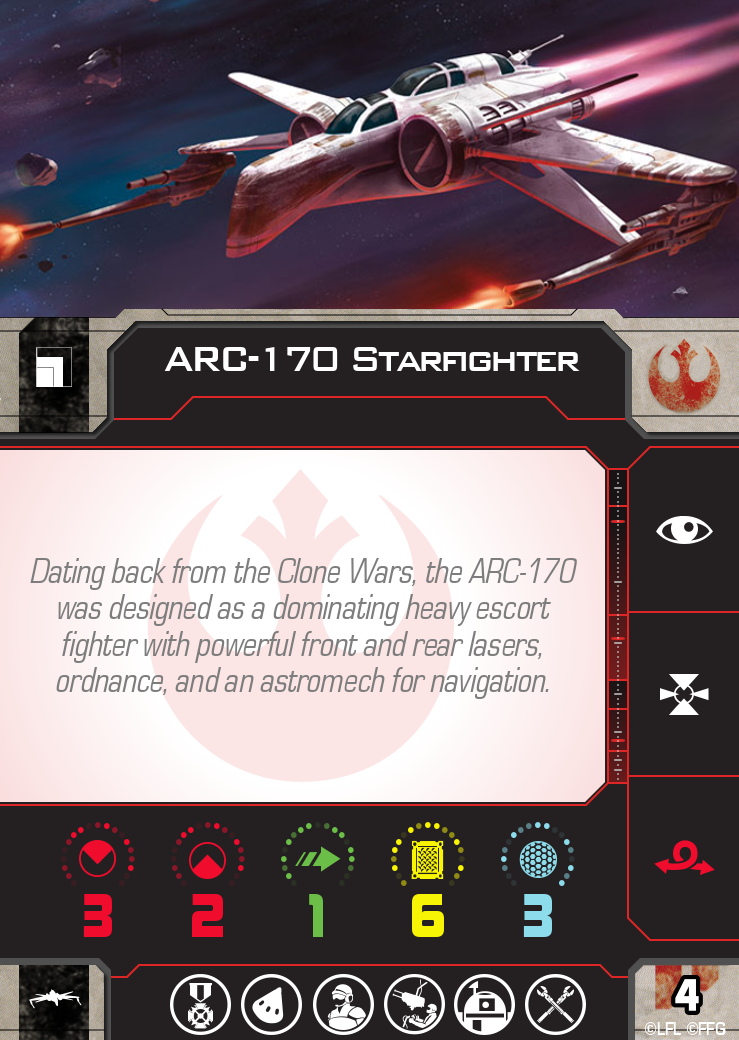 ARC-170 Starfighter
Dating back from the Clone Wars, the ARC-170
was designed as a dominating heavy escort
fighter with powerful front and rear lasers,
ordnance, and an astromech for navigation.
3 2 1 6 3
4
©LFL ©FFG